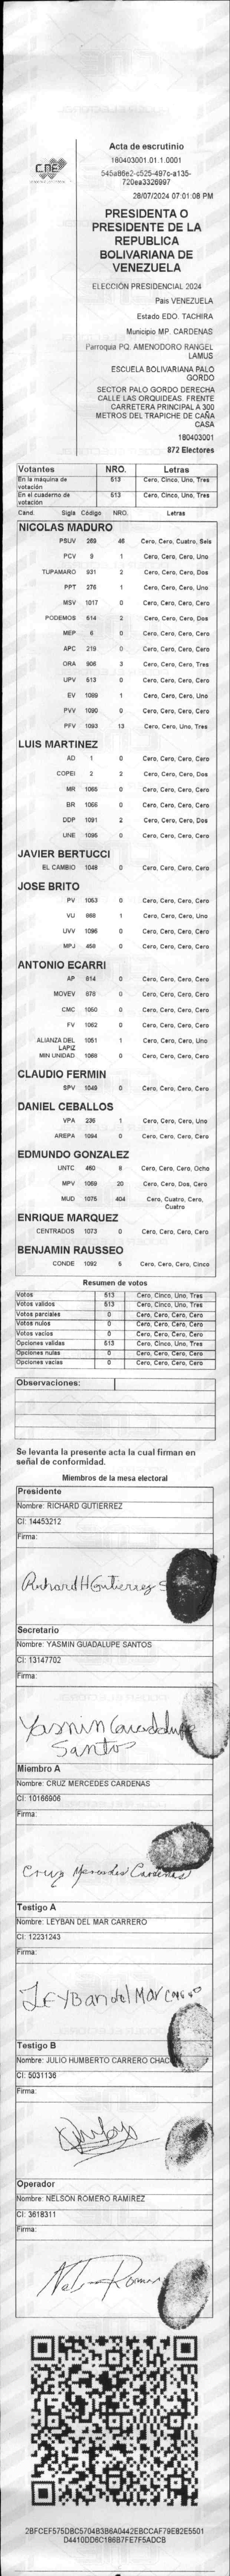 CNE
Acta de escrutinio
180403001.01.1.0001
28/07/2024 07:01:08 PM
PRESIDENTA O
PRESIDENTE DE LA
REPUBLICA
BOLIVARIANA DE
VENEZUELA
ELECCIÓN PRESIDENCIAL 2024
Pais VENEZUELA
Estado EDO. TACHIRA
Municipio MP. CARDENAS
Parroquia PQ. AMENODORO RANGEL
LAMUS
ESCUELA BOLIVARIANA PALO
GORDO
SECTOR PALO GORDO DERECHA
CALLE LAS ORQUIDEAS. FRENTE
CARRETERA PRINCIPAL A 300
METROS DEL TRAPICHE DE CAÑA
CASA
180403001
872 Electores
Votantes NRO. Letras
En la máquina de votación 513 Cero, Cinco, Uno, Tres
En el cuaderno de votación 513 Cero, Cinco, Uno, Tres
Cand. Sigla Código NRO. Letras
NICOLAS MADURO
PSUV 269 46 Cero, Cero, Cuatro, Seis
PCV 9 1 Cero, Cero, Cero, Uno
TUPAMARO 931 2 Cero, Cero, Cero, Dos
PPT 276 1 Cero, Cero, Cero, Uno
MSV 1017 0 Cero, Cero, Cero, Cero
PODEMOS 514 2 Cero, Cero, Cero, Dos
MEP 6 0 Cero, Cero, Cero, Cero
APC 219 0 Cero, Cero, Cero, Cero
ORA 906 3 Cero, Cero, Cero, Tres
UPV 513 0 Cero, Cero, Cero, Cero
EV 1089 1 Cero, Cero, Cero, Uno
PVV 1090 0 Cero, Cero, Cero, Cero
PFV 1093 13 Cero, Cero, Uno, Tres
LUIS MARTINEZ
AD 1 0 Cero, Cero, Cero, Cero
COPEI 2 2 Cero, Cero, Cero, Dos
MR 1065 0 Cero, Cero, Cero, Cero
BR 1066 0 Cero, Cero, Cero, Cero
DDP 1091 2 Cero, Cero, Cero, Dos
UNE 1095 0 Cero, Cero, Cero, Cero
JAVIER BERTUCCI
EL CAMBIO 1048 0 Cero, Cero, Cero, Cero
JOSE BRITO
PV 1053 0 Cero, Cero, Cero, Cero
VU 868 1 Cero, Cero, Cero, Uno
UVV 1096 0 Cero, Cero, Cero, Cero
MPJ 458 0 Cero, Cero, Cero, Cero
ANTONIO ECARRI
AP 814 0 Cero, Cero, Cero, Cero
MOVEV 878 0 Cero, Cero, Cero, Cero
CMC 1050 0 Cero, Cero, Cero, Cero
FV 1062 0 Cero, Cero, Cero, Cero
ALIANZA DEL LAPIZ 1051 1 Cero, Cero, Cero, Uno
MIN UNIDAD 1068 0 Cero, Cero, Cero, Cero
CLAUDIO FERMIN
SPV 1049 0 Cero, Cero, Cero, Cero
DANIEL CEBALLOS
VPA 236 1 Cero, Cero, Cero, Uno
AREPA 1094 0 Cero, Cero, Cero, Cero
EDMUNDO GONZALEZ
UNTC 460 8 Cero, Cero, Cero, Ocho
MPV 1069 20 Cero, Cero, Dos, Cero
MUD 1075 404 Cero, Cuatro, Cero, Cuatro
ENRIQUE MARQUEZ
CENTRADOS 1073 0 Cero, Cero, Cero, Cero
BENJAMIN RAUSSEO
CONDE 1092 5 Cero, Cero, Cero, Cinco
Resumen de votos
Votos 513 Cero, Cinco, Uno, Tres
Votos validos 513 Cero, Cinco, Uno, Tres
Votos parciales 0 Cero, Cero, Cero, Cero
Votos nulos 0 Cero, Cero, Cero, Cero
Votos vacios 0 Cero, Cero, Cero, Cero
Opciones validas 513 Cero, Cinco, Uno, Tres
Opciones nulas 0 Cero, Cero, Cero, Cero
Opciones vacias 0 Cero, Cero, Cero, Cero
Observaciones:
Se levanta la presente acta la cual firman en
señal de conformidad.
Miembros de la mesa electoral
Presidente
Nombre: RICHARD GUTIERREZ
CI: 14453212
Firma:
Richard H Gutierrez
Secretario
Nombre: YASMIN GUADALUPE SANTOS
CI: 13147702
Firma:
Yasmin Guadalupe
Santos
Miembro A
Nombre: CRUZ MERCEDES CARDENAS
CI: 10166906
Firma:
Cruz Mercedes Cardenas
Testigo A
Nombre: LEYBAN DEL MAR CARRERO
CI: 12231243
Firma:
LEYBan del Mar
Testigo B
Nombre: JULIO HUMBERTO CARRERO CHAC
CI: 5031136
Firma:
Operador
Nombre: NELSON ROMERO RAMIREZ
CI: 3618311
Firma:
Nelson Romero
2BFCEF575DBC5704B3B6A0442EBCCAF79E82E5501
D4410DD6C186B7FE7F5ADCB